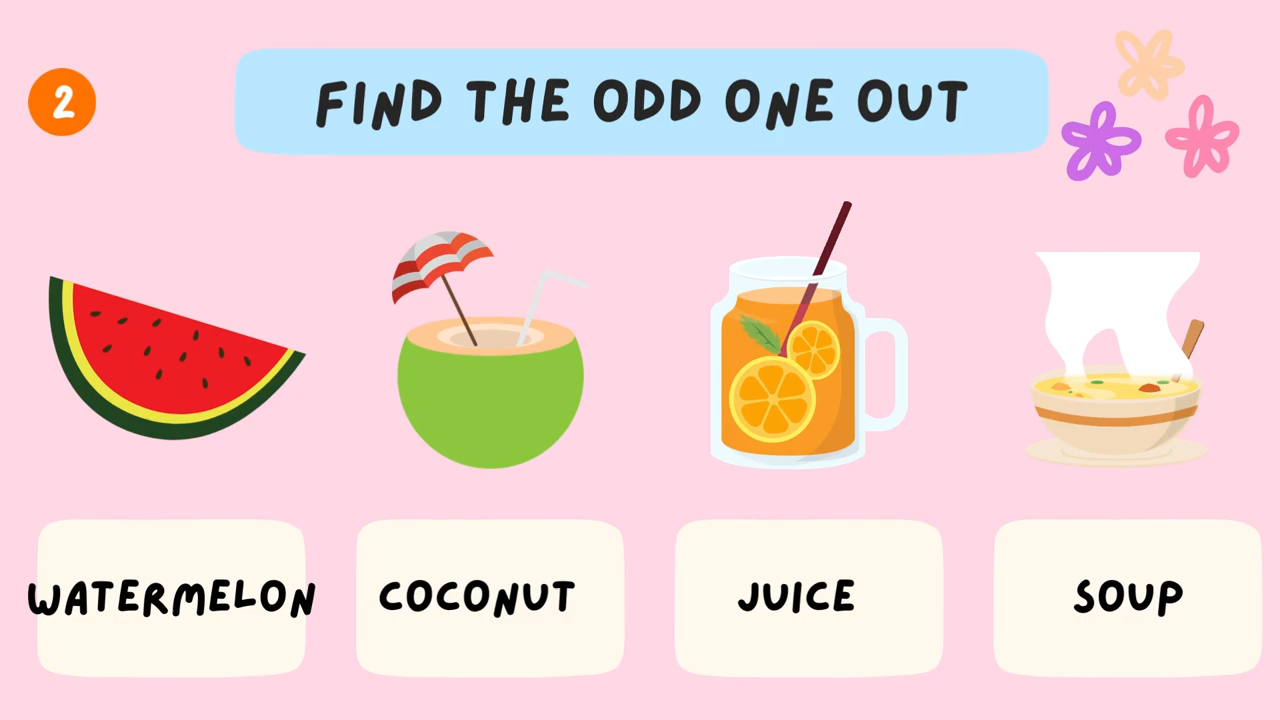 2
FIND THE ODD ONE OUT
WATERMELON
COCONUT
JUICE
SOUP